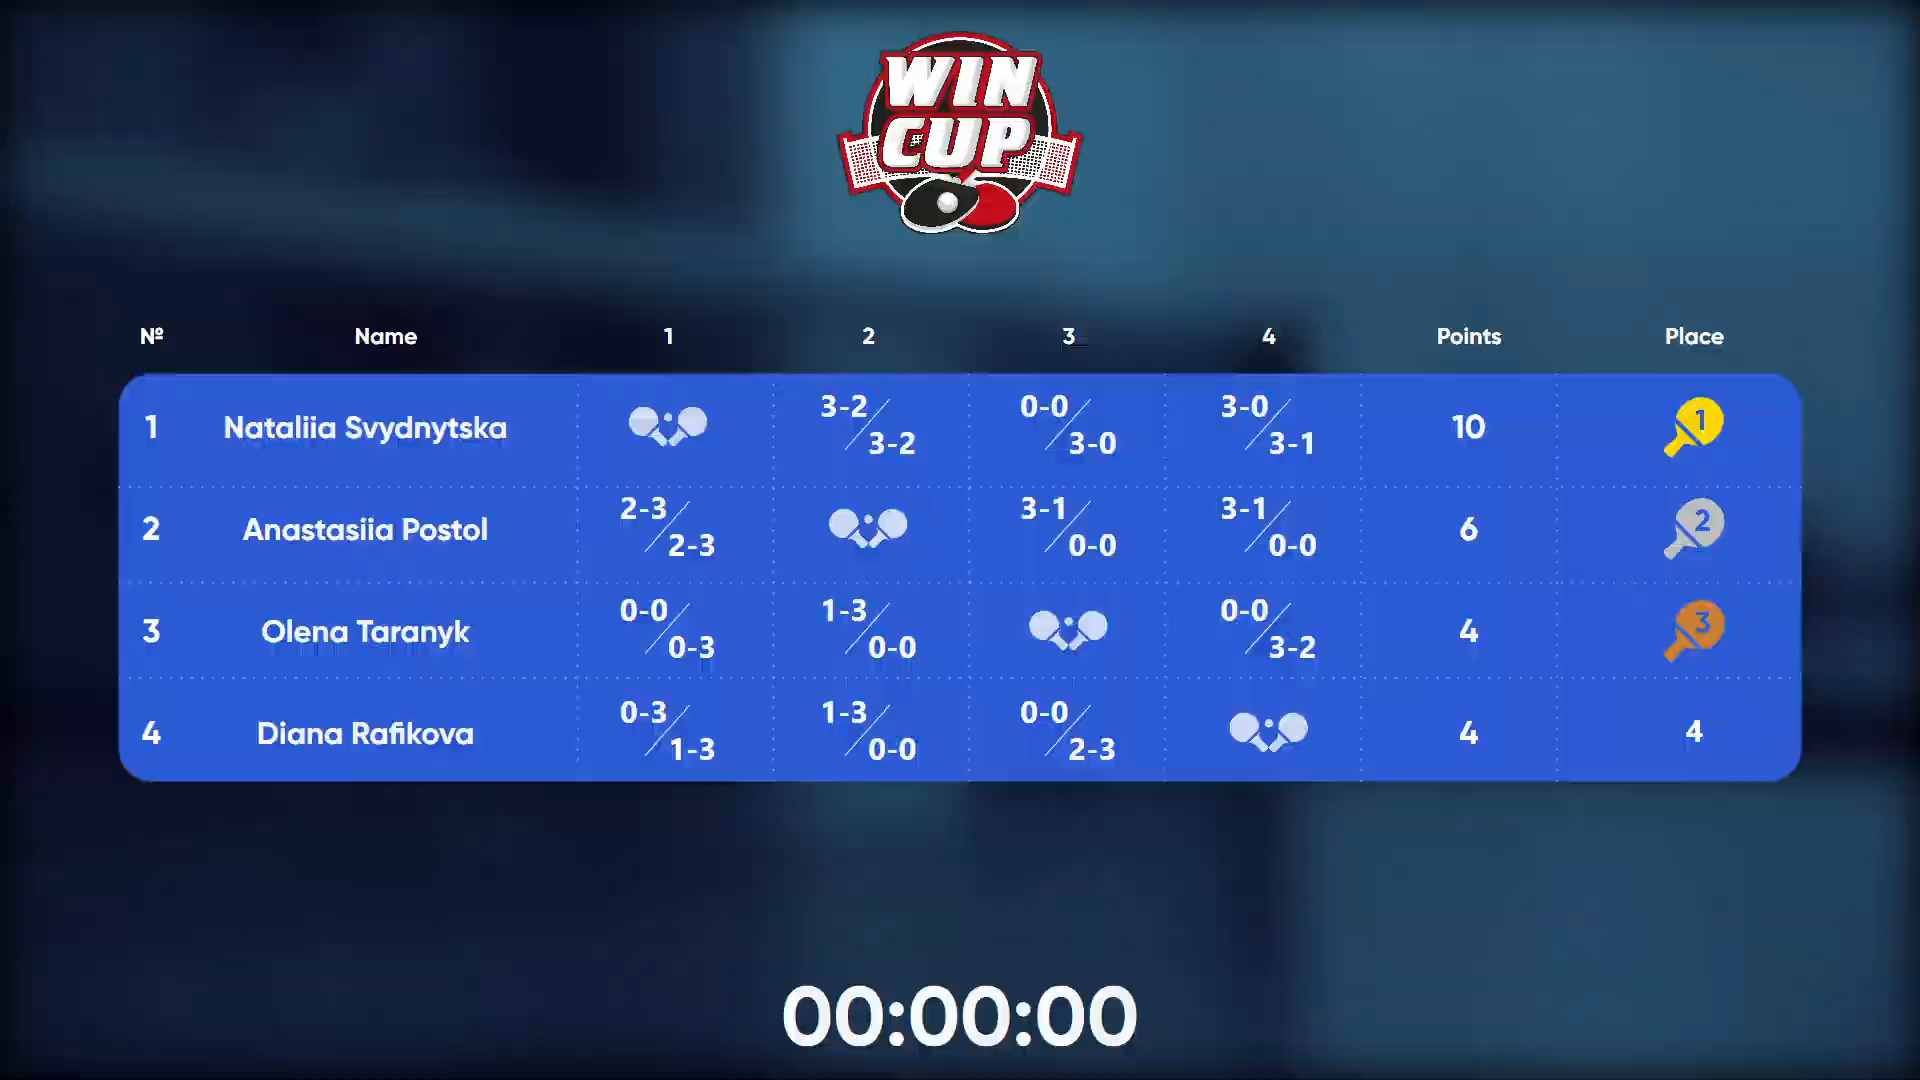 WIN
CUP
№ Name 1 2 3 4 Points Place
1 Nataliia Svydnytska 3-2 3-2 0-0 3-0 3-0 3-1 10 1
2 Anastasiia Postol 2-3 2-3 3-1 0-0 3-1 0-0 6 2
3 Olena Taranyk 0-0 0-3 1-3 0-0 0-0 3-2 4 3
4 Diana Rafikova 0-3 1-3 1-3 0-0 0-0 2-3 4 4
00:00:00